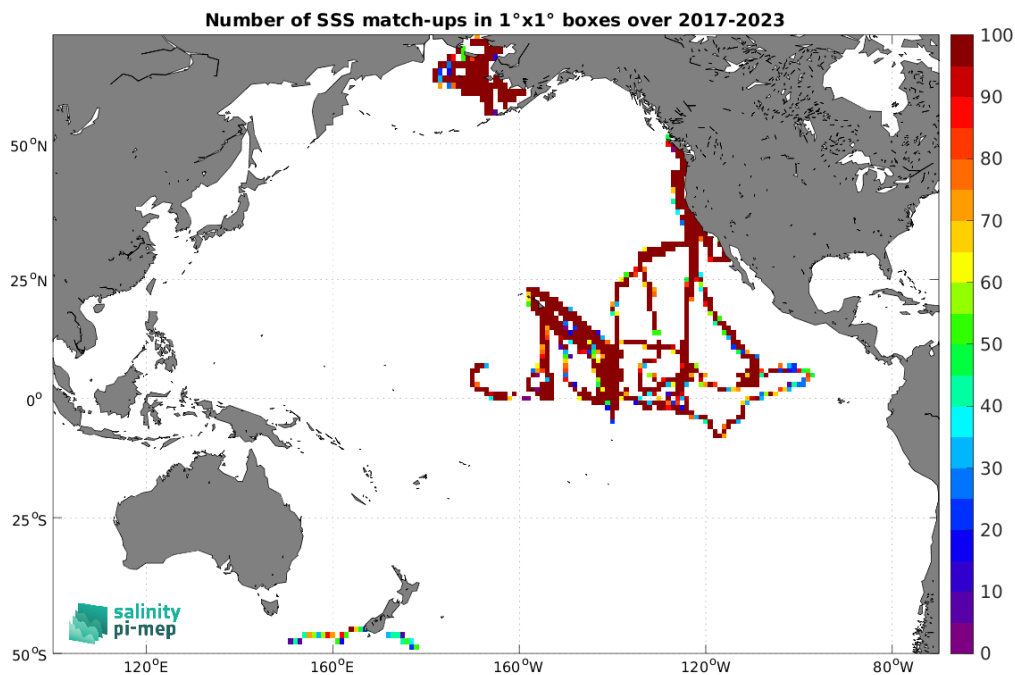 Number of SSS match-ups in 1°x1° boxes over 2017-2023
100
90
80
70
60
50
40
30
20
10
0
50°N
25°N
0°
25°S
50°S
120°E
160°E
160°W
120°W
80°W
salinity
pi-mep